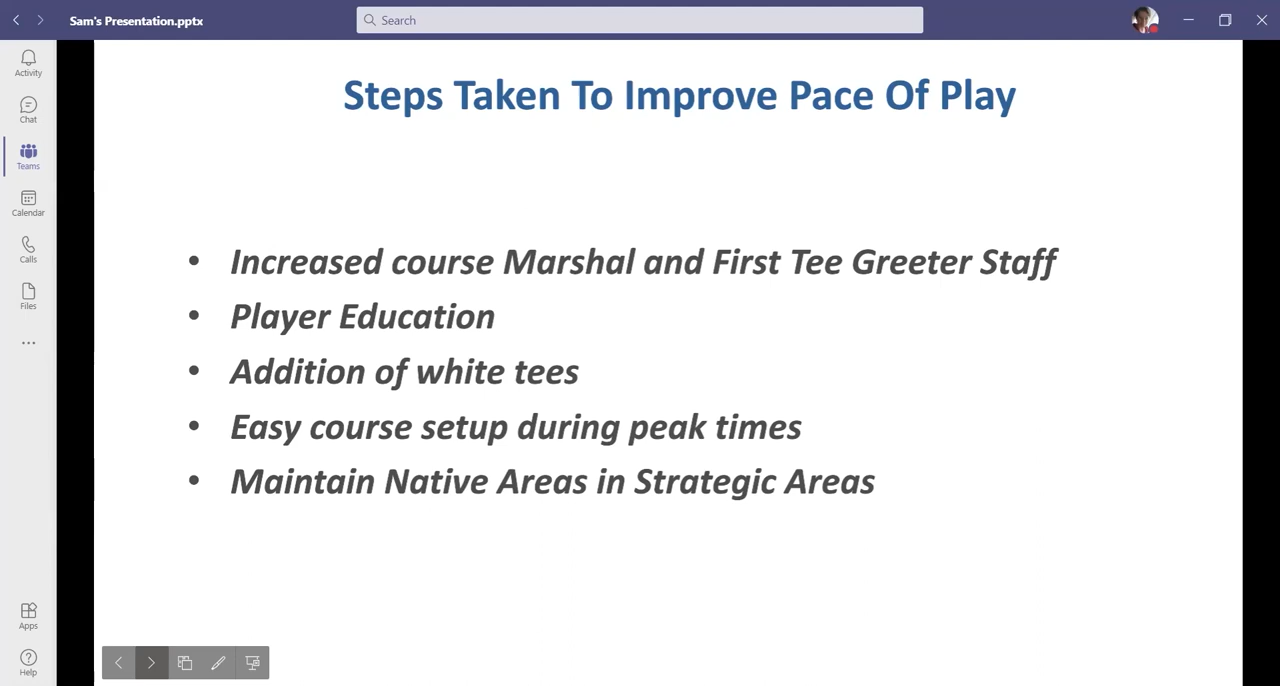 Sam's Presentation.pptx
Search
Activity
Chat
Teams
Calendar
Calls
Files
Apps
Help
Steps Taken To Improve Pace Of Play
• Increased course Marshal and First Tee Greeter Staff
• Player Education
• Addition of white tees
• Easy course setup during peak times
• Maintain Native Areas in Strategic Areas